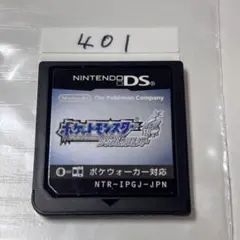 401
NINTENDO DS
Nintendo The Pokémon Company
ポケットモンスター
ポケウォーカー対応
NTR-IPGJ-JPN